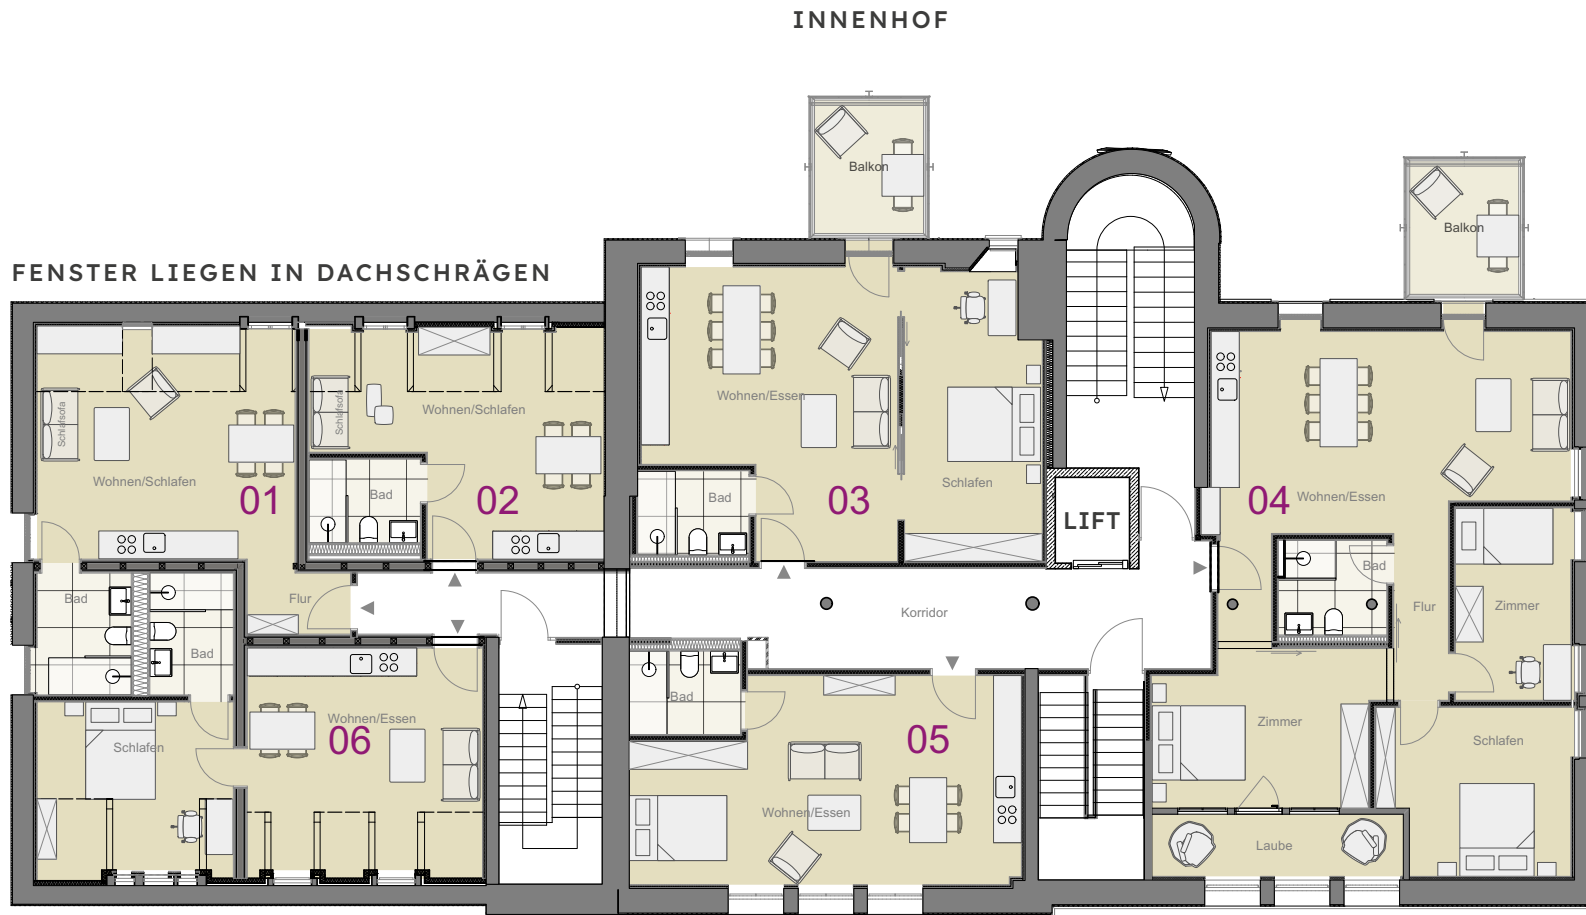 INNENHOF
Balkon
Balkon
FENSTER LIEGEN IN DACHSCHRÄGEN
Schlafsofa
Wohnen/Schlafen
01
Schlafsofa
Wohnen/Schlafen
Bad
02
Wohnen/Essen
Bad
03
Schlafen
LIFT
Wohnen/Essen
04
Bad
Flur
Zimmer
Bad
Bad
Flur
Korridor
Schlafen
Wohnen/Essen
06
Bad
05
Wohnen/Essen
Zimmer
Schlafen
Laube